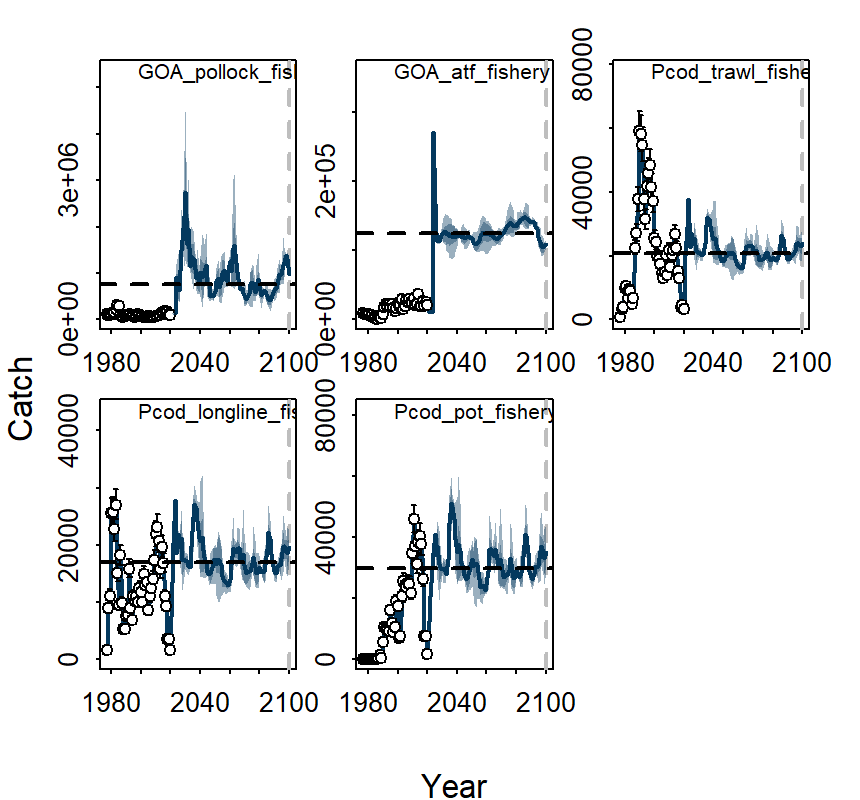 GOA_pollock_fis
GOA_atf_fishery
Pcod_trawl_fishe
0e+00
3e+06
0e+00
2e+05
0
40000
80000
1980
2040
2100
1980
2040
2100
1980
2040
2100
Catch
Pcod_longline_fis
Pcod_pot_fishery
0
20000
40000
0
40000
80000
1980
2040
2100
1980
2040
2100
Year